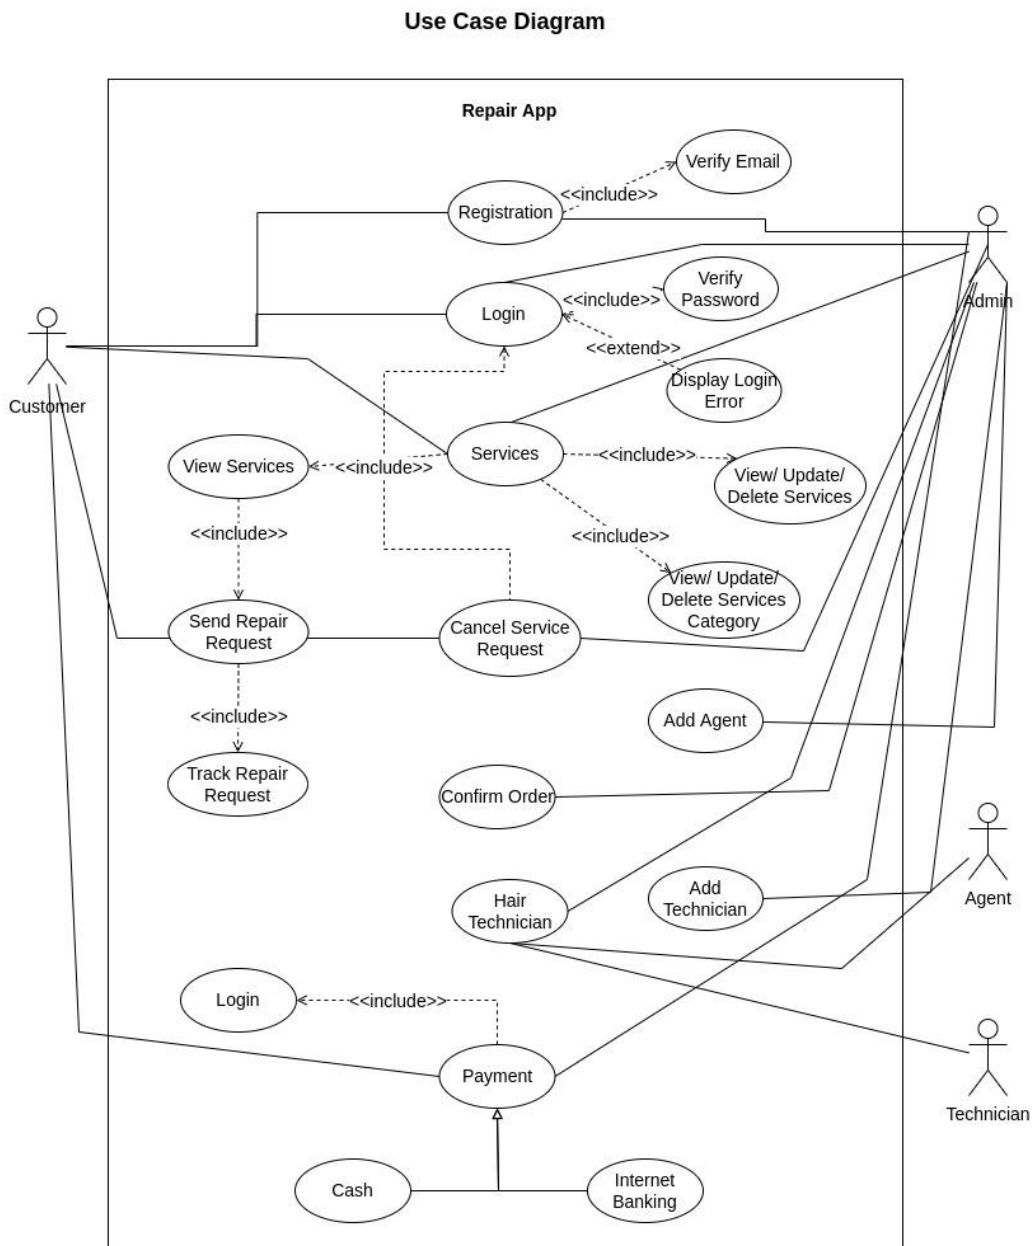 Use Case Diagram
Repair App
Verify Email
<<include>>
Registration
Verify
Password
<<include>>
Login
Admin
<<extend>>
Display Login
Error
Customer
Services
View Services
<<include>>
<<include>>
View/ Update/
Delete Services
<<include>>
<<include>>
View/ Update/
Delete Services
Category
Send Repair
Request
Cancel Service
Request
<<include>>
Add Agent
Track Repair
Request
Confirm Order
Hair
Technician
Add
Technician
Agent
Login
<<include>>
Payment
Technician
Cash
Internet
Banking